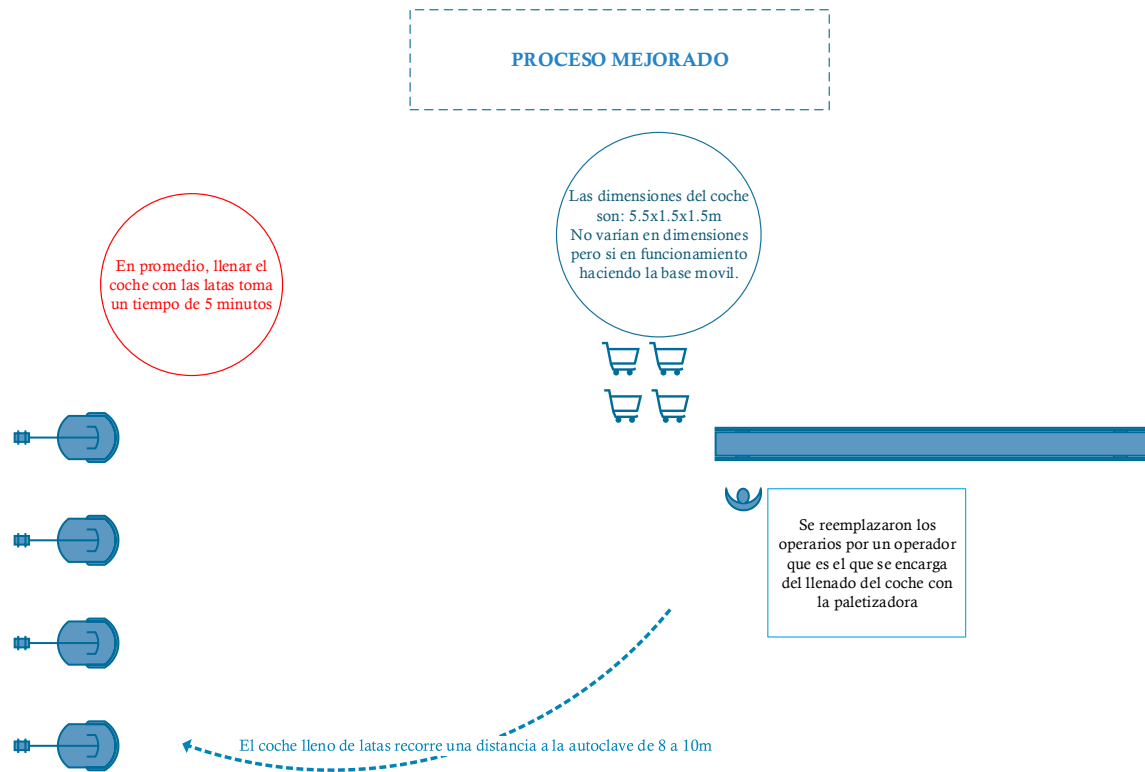 PROCESO MEJORADO
Las dimensiones del coche
son: 5.5x1.5x1.5m
No varían en dimensiones
pero si en funcionamiento
haciendo la base movil.
En promedio, llenar el
coche con las latas toma
un tiempo de 5 minutos
Se reemplazaron los
operarios por un operador
que es el que se encarga
del llenado del coche con
la paletizadora
El coche lleno de latas recorre una distancia a la autoclave de 8 a 10m